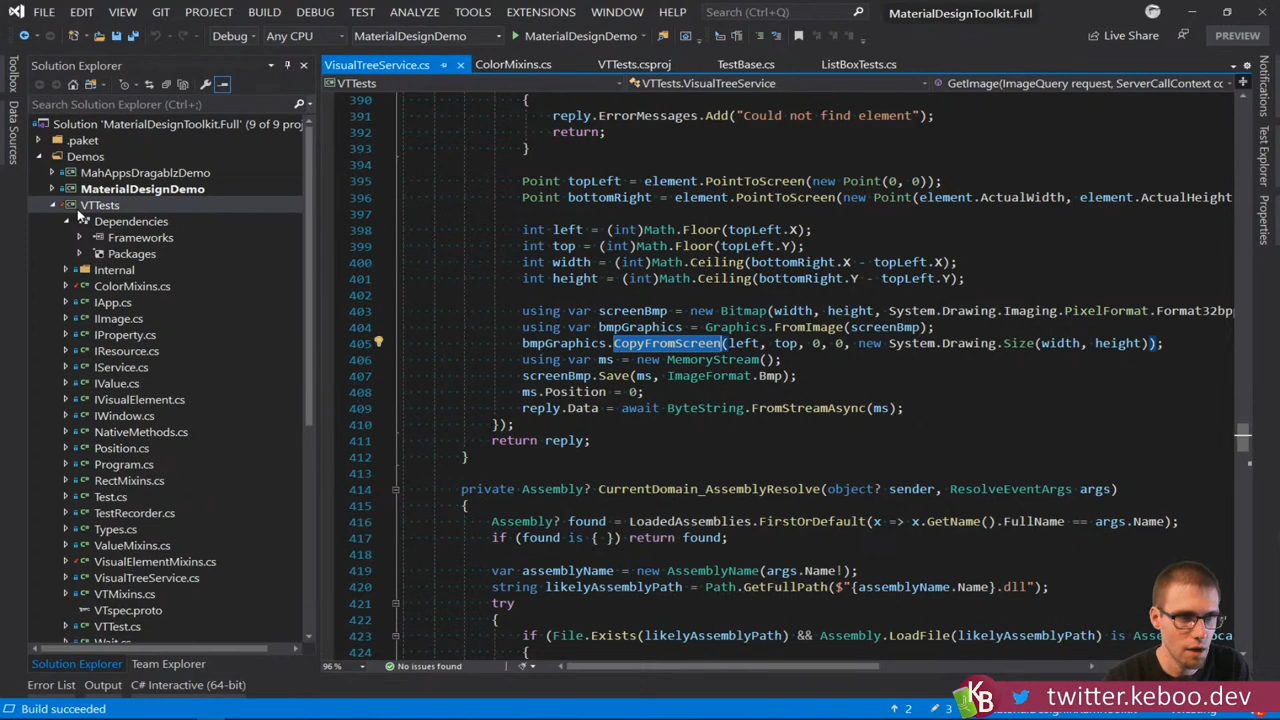 FILE EDIT VIEW GIT PROJECT BUILD DEBUG TEST ANALYZE TOOLS EXTENSIONS WINDOW HELP Search (Ctrl+Q) MaterialDesignToolkit.Full
Debug Any CPU MaterialDesignDemo MaterialDesignDemo Live Share PREVIEW
Toolbox
Data Sources
Solution Explorer
Search Solution Explorer (Ctrl+;)
Solution 'MaterialDesignToolkit.Full' (9 of 9 proj
.paket
Demos
MahAppsDragablzDemo
MaterialDesignDemo
VTTests
Dependencies
Frameworks
Packages
Internal
ColorMixins.cs
IApp.cs
IImage.cs
IProperty.cs
IResource.cs
IService.cs
IValue.cs
IVisualElement.cs
IWindow.cs
NativeMethods.cs
Position.cs
Program.cs
RectMixins.cs
Test.cs
TestRecorder.cs
Types.cs
ValueMixins.cs
VisualElementMixins.cs
VisualTreeService.cs
VTMixins.cs
VTspec.proto
VTTest.cs
Wait.cs
Solution Explorer Team Explorer
Error List Output C# Interactive (64-bit)
VisualTreeService.cs ColorMixins.cs VTTests.csproj TestBase.cs ListBoxTests.cs
VTTests VTTests.VisualTreeService GetImage(ImageQuery request, ServerCallContext cc
390 {
391 reply.ErrorMessages.Add("Could not find element");
392 return;
393 }
394
395 Point topLeft = element.PointToScreen(new Point(0, 0));
396 Point bottomRight = element.PointToScreen(new Point(element.ActualWidth, element.ActualHeight
397
398 int left = (int)Math.Floor(topLeft.X);
399 int top = (int)Math.Floor(topLeft.Y);
400 int width = (int)Math.Ceiling(bottomRight.X - topLeft.X);
401 int height = (int)Math.Ceiling(bottomRight.Y - topLeft.Y);
402
403 using var screenBmp = new Bitmap(width, height, System.Drawing.Imaging.PixelFormat.Format32bp
404 using var bmpGraphics = Graphics.FromImage(screenBmp);
405 bmpGraphics.CopyFromScreen(left, top, 0, 0, new System.Drawing.Size(width, height));
406 using var ms = new MemoryStream();
407 screenBmp.Save(ms, ImageFormat.Bmp);
408 ms.Position = 0;
409 reply.Data = await ByteString.FromStreamAsync(ms);
410 });
411 return reply;
412 }
413
414 private Assembly? CurrentDomain_AssemblyResolve(object? sender, ResolveEventArgs args)
415 {
416 Assembly? found = LoadedAssemblies.FirstOrDefault(x => x.GetName().FullName == args.Name);
417 if (found is { }) return found;
418
419 var assemblyName = new AssemblyName(args.Name!);
420 string likelyAssemblyPath = Path.GetFullPath($"{assemblyName.Name}.dll");
421 try
422 {
423 if (File.Exists(likelyAssemblyPath) && Assembly.LoadFile(likelyAssemblyPath) is Asse
424 {
96 % No issues found
Notifications
Test Explorer
Properties
KB twitter.keboo.dev
Build succeeded 2 3